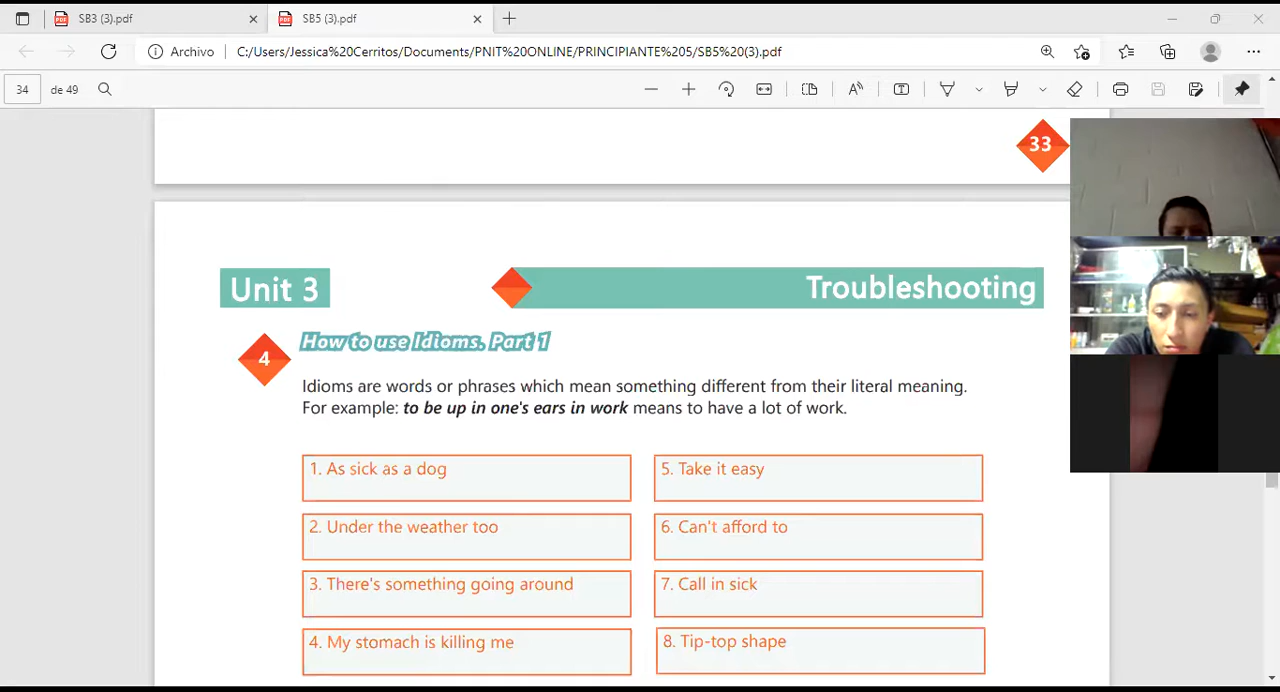 SB3 (3).pdf
SB5 (3).pdf
Archivo
C:/Users/Jessica%20Cerritos/Documents/PNIT%20ONLINE/PRINCIPIANTE%205/SB5%20(3).pdf
34
de 49
33
Unit 3
Troubleshooting
4
How to use Idioms. Part 1
Idioms are words or phrases which mean something different from their literal meaning.
For example: to be up in one's ears in work means to have a lot of work.
1. As sick as a dog
2. Under the weather too
3. There's something going around
4. My stomach is killing me
5. Take it easy
6. Can't afford to
7. Call in sick
8. Tip-top shape